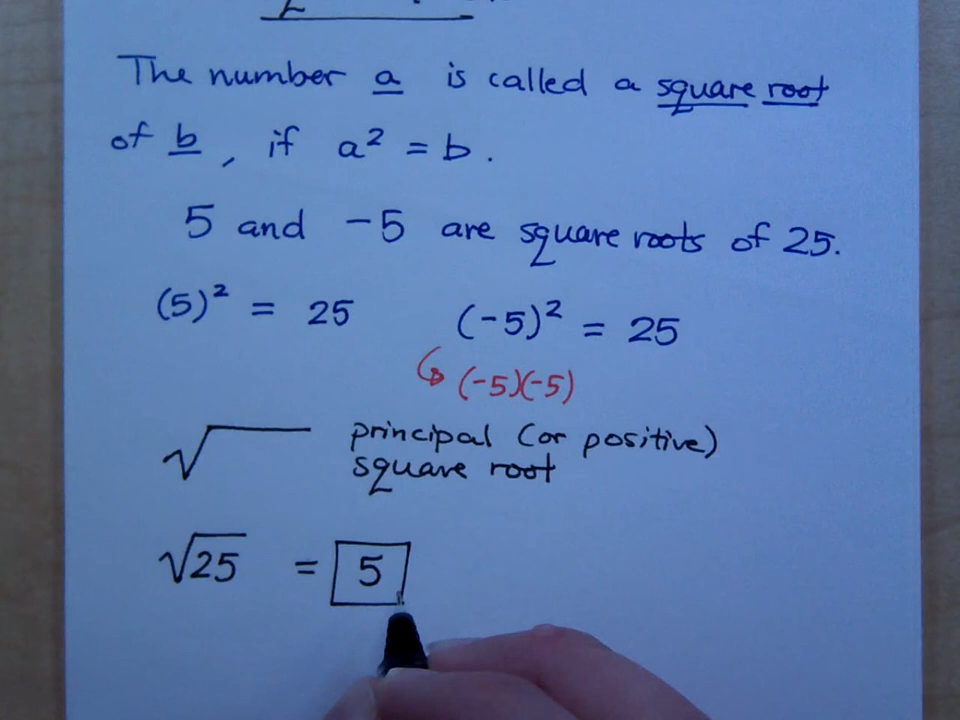 The number a is called a square root
of b, if a² = b.
5 and -5 are square roots of 25.
(5)² = 25 (-5)² = 25
(-5)(-5)
√ principal (or positive)
square root
√25 = 5